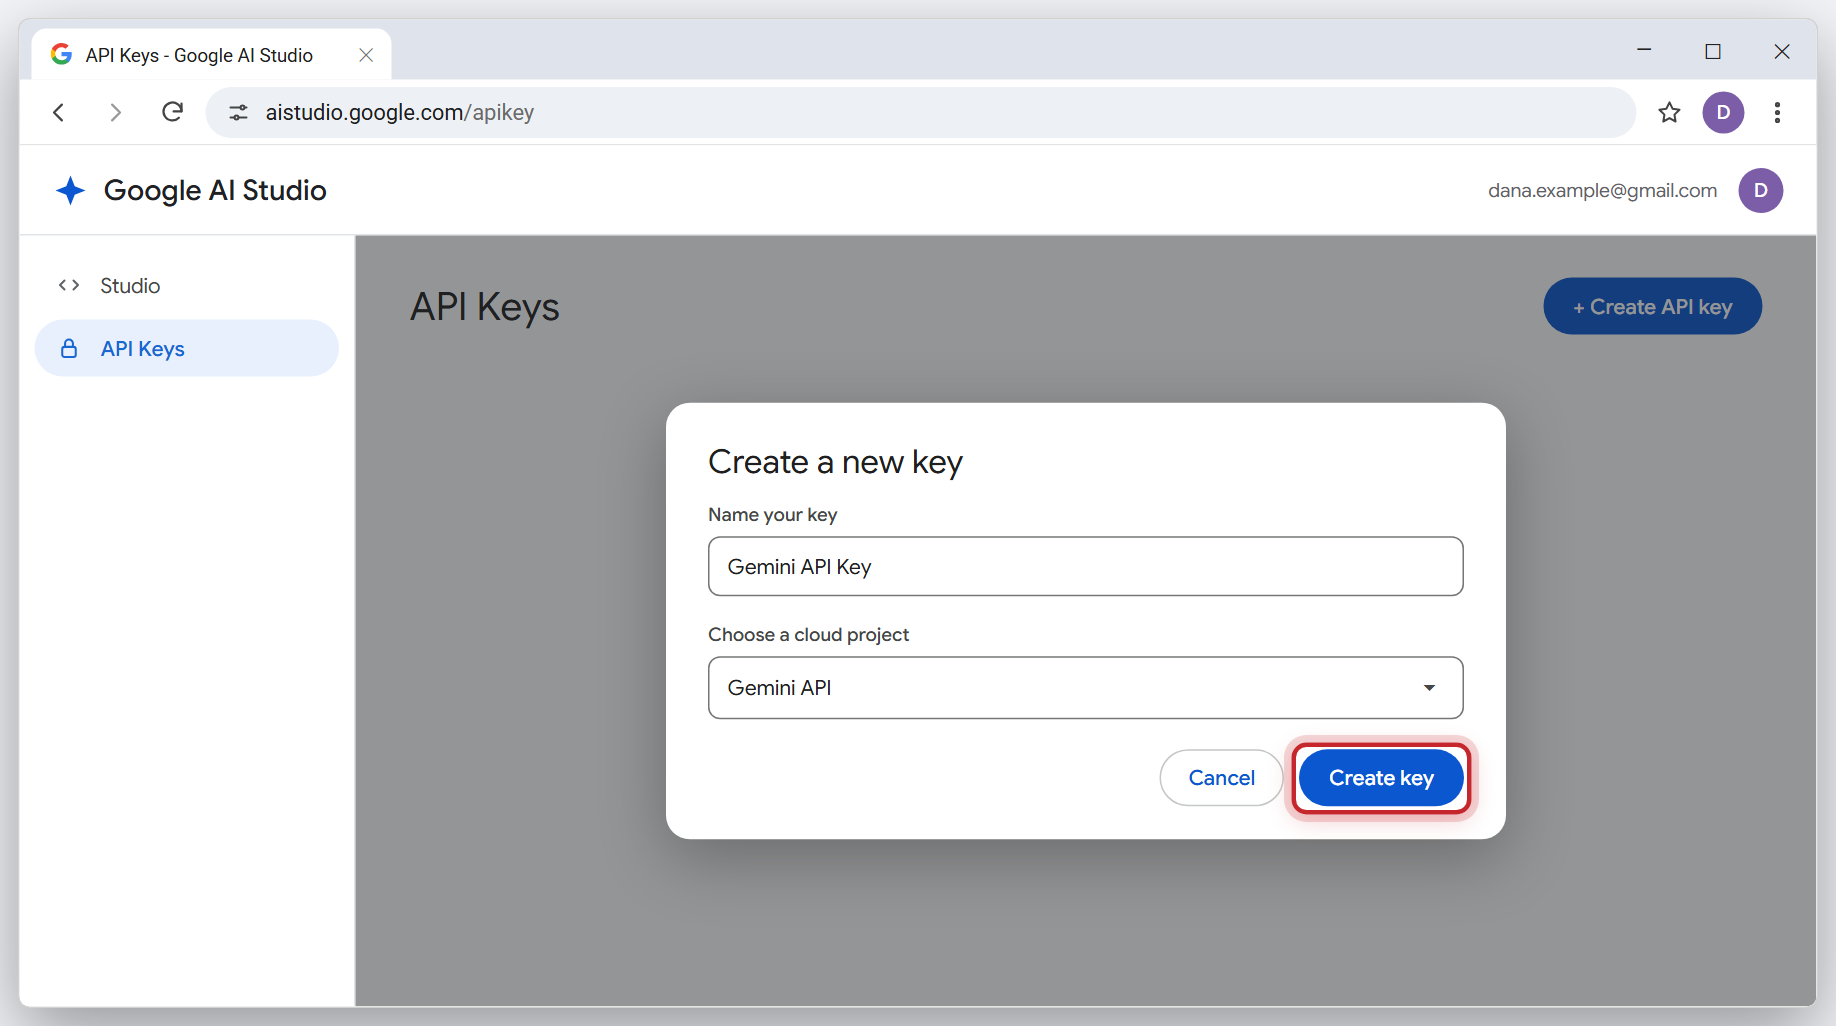 API Keys - Google AI Studio
aistudio.google.com/apikey
D
Google AI Studio
dana.example@gmail.com
D
Studio
API Keys
API Keys
+ Create API key
Create a new key
Name your key
Gemini API Key
Choose a cloud project
Gemini API
Cancel
Create key